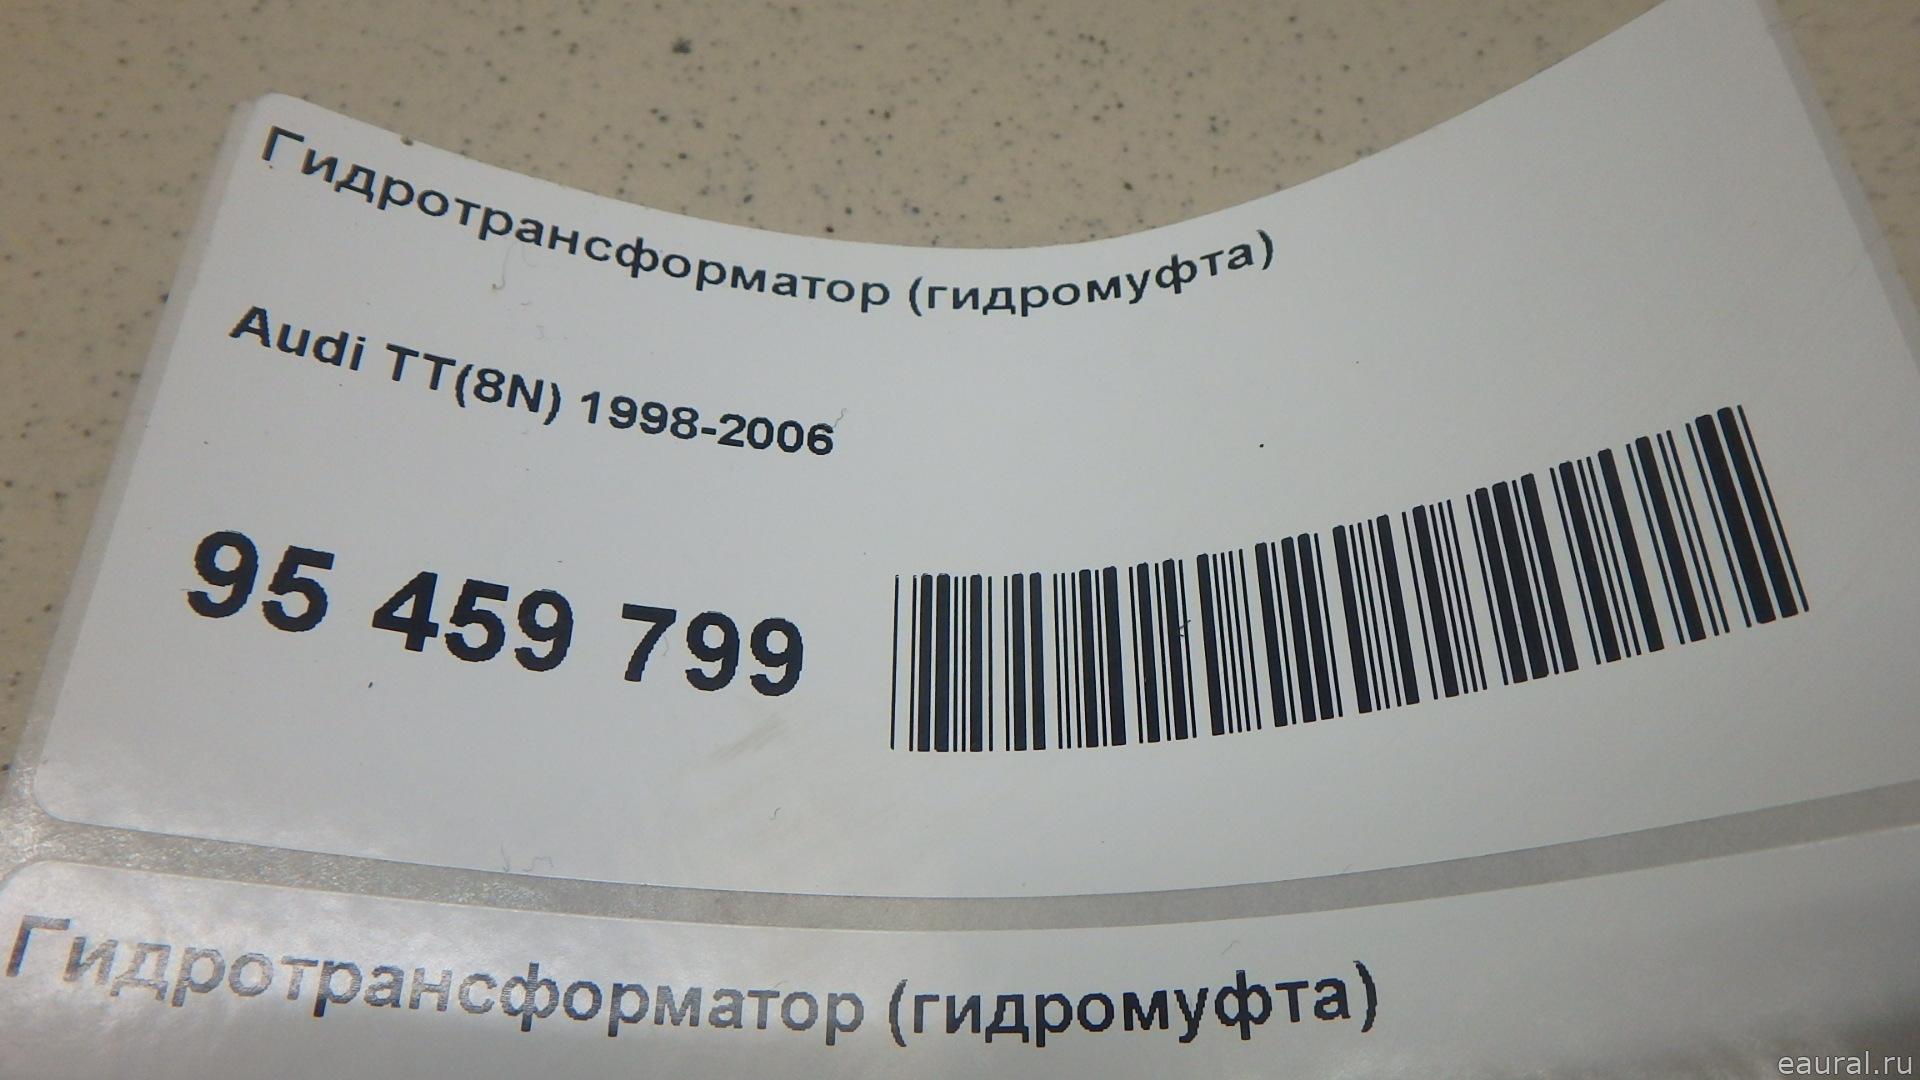 Гидротрансформатор (гидромуфта)
Audi TT(8N) 1998-2006
95 459 799
Гидротрансформатор (гидромуфта)
eaural.ru